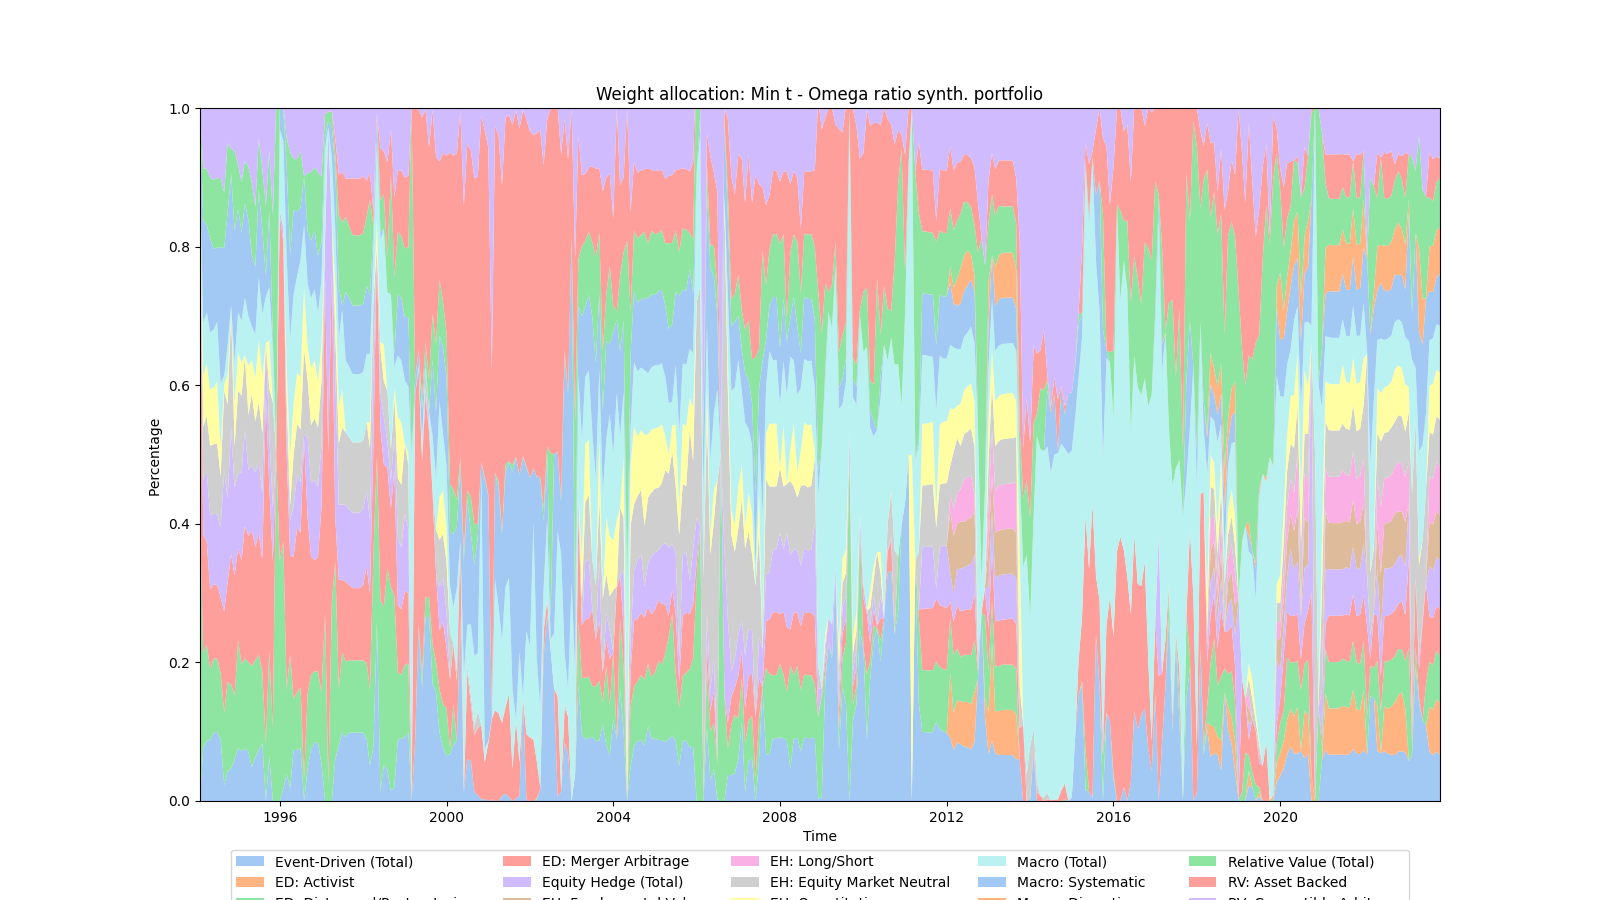 Weight allocation: Min t - Omega ratio synth. portfolio
1.0
0.8
0.6
0.4
0.2
0.0
Percentage
1996 2000 2004 2008 2012 2016 2020
Time
Event-Driven (Total) ED: Merger Arbitrage EH: Long/Short Macro (Total) Relative Value (Total)
ED: Activist Equity Hedge (Total) EH: Equity Market Neutral Macro: Systematic RV: Asset Backed